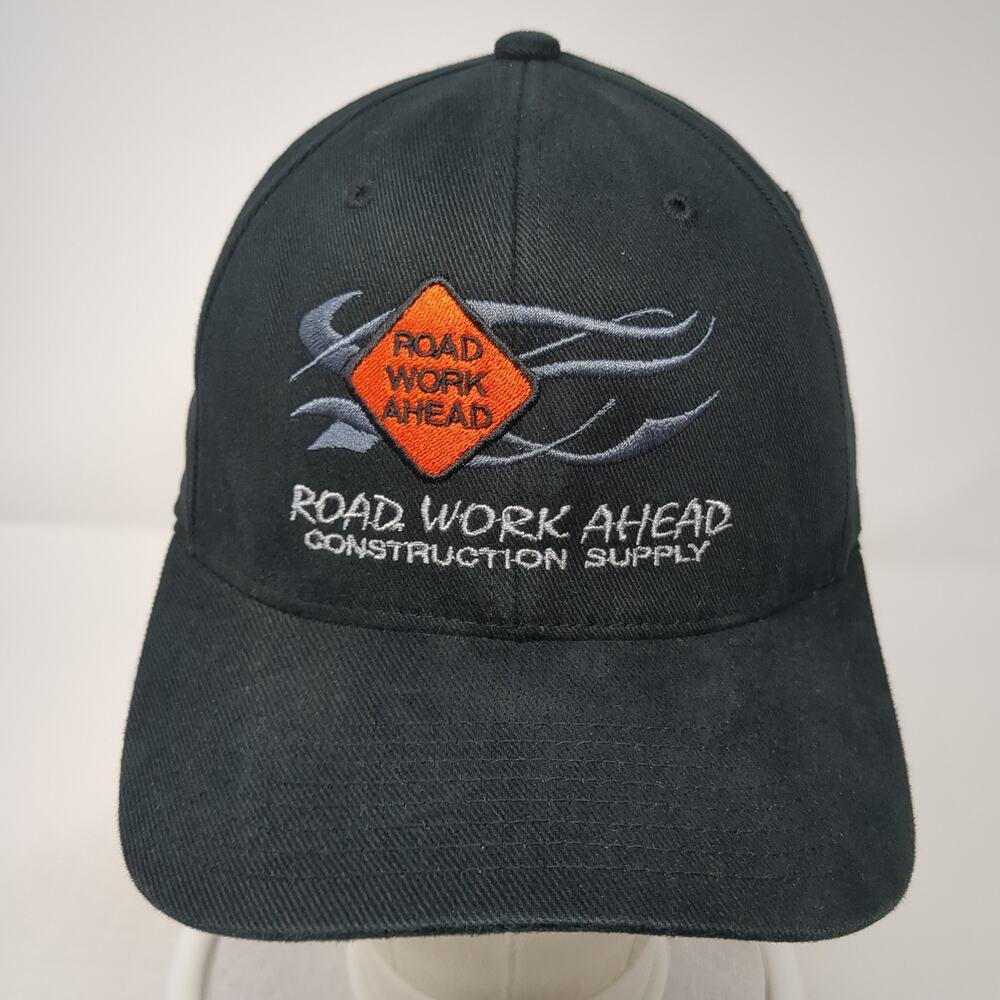 ROAD
WORK
AHEAD
ROAD WORK AHEAD
CONSTRUCTION SUPPLY